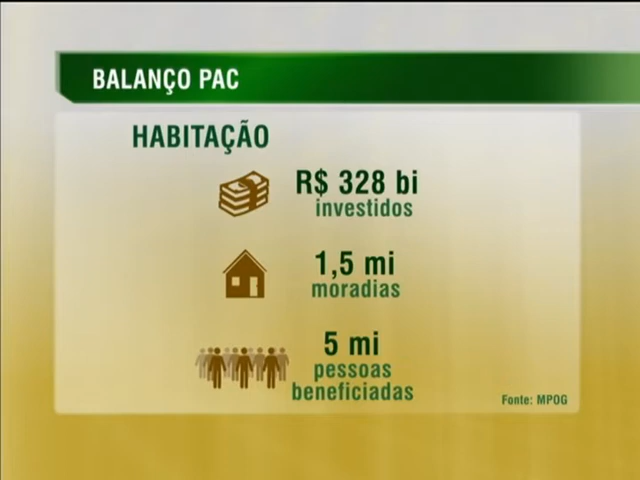 BALANÇO PAC
HABITAÇÃO
R$ 328 bi
investidos
1,5 mi
moradias
5 mi
pessoas
beneficiadas
Fonte: MPOG